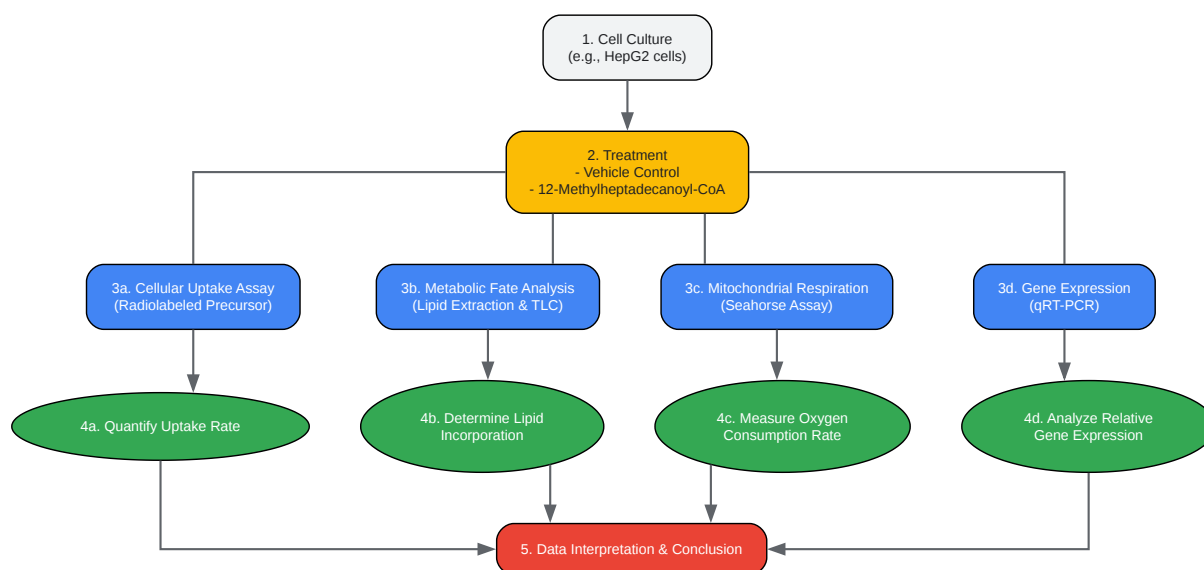 1. Cell Culture
(e.g., HepG2 cells)
2. Treatment
- Vehicle Control
- 12-Methylheptadecanoyl-CoA
3a. Cellular Uptake Assay
(Radiolabeled Precursor)
3b. Metabolic Fate Analysis
(Lipid Extraction & TLC)
3c. Mitochondrial Respiration
(Seahorse Assay)
3d. Gene Expression
(qRT-PCR)
4a. Quantify Uptake Rate
4b. Determine Lipid
Incorporation
4c. Measure Oxygen
Consumption Rate
4d. Analyze Relative
Gene Expression
5. Data Interpretation & Conclusion